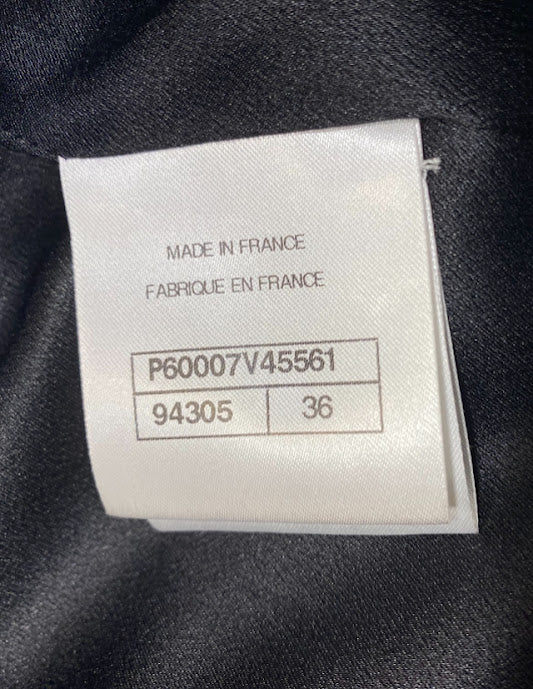 MADE IN FRANCE
FABRIQUE EN FRANCE
P60007V45561
94305 36